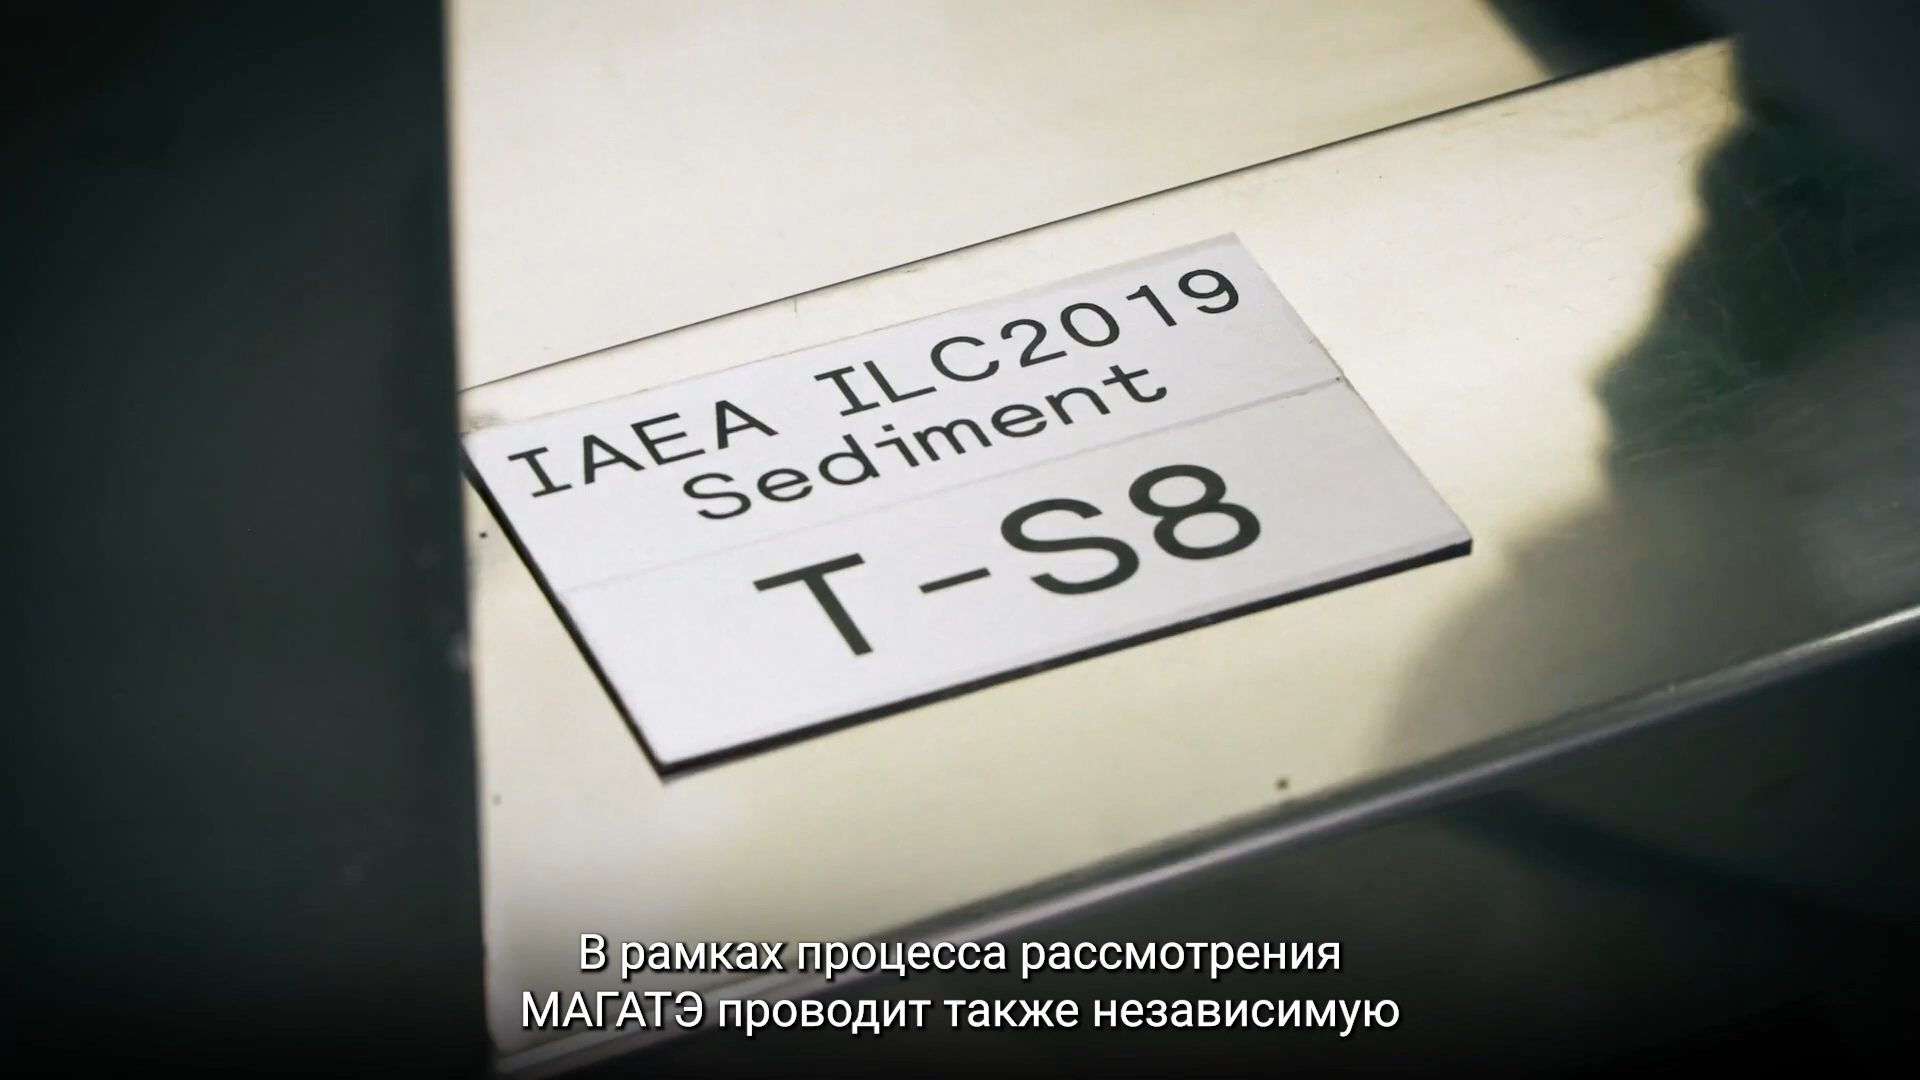 IAEA ILC2019
Sediment
T-S8
В рамках процесса рассмотрения
МАГАТЭ проводит также независимую